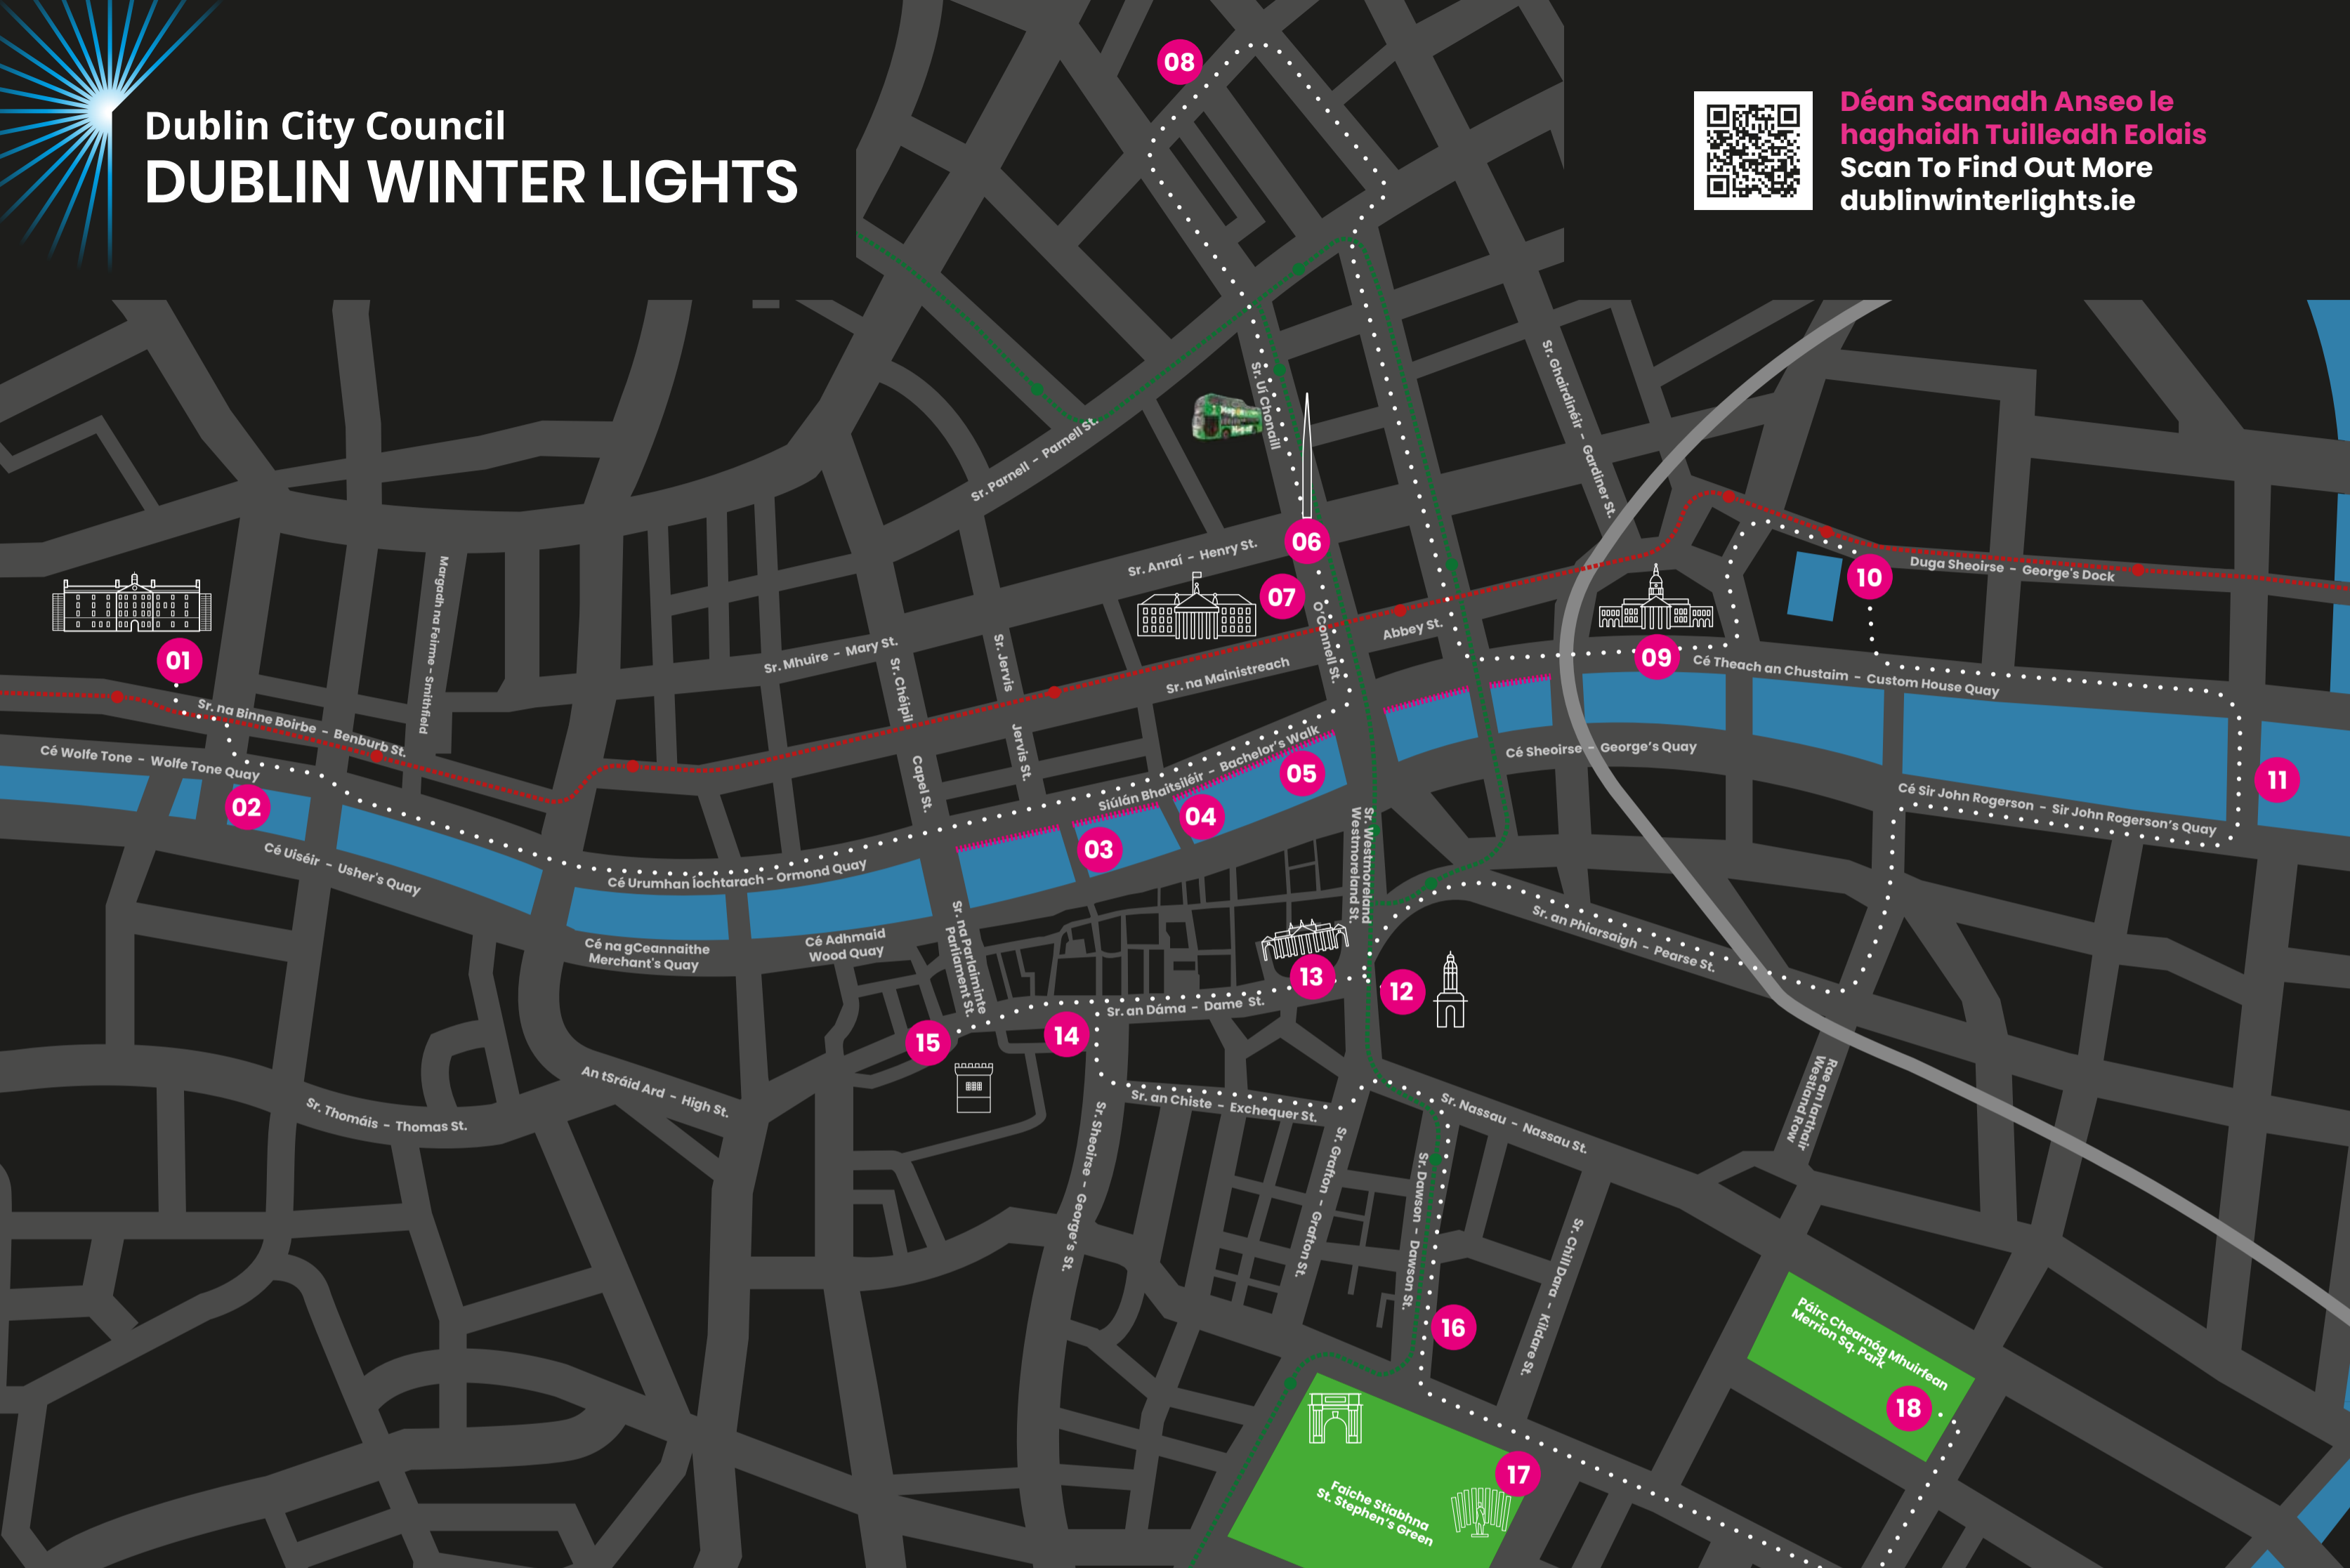 Dublin City Council
DUBLIN WINTER LIGHTS
Déan Scanadh Anseo le
haghaidh Tuilleadh Eolais
Scan To Find Out More
dublinwinterlights.ie
08
Sr. Uí Chonaill
Sr. Ghairdinéir - Gardiner St.
Sr. Parnell - Parnell St.
06
Sr. Anraí - Henry St.
07
O'Connell St.
10
Duga Sheoirse - George's Dock
Margadh na Feirme - Smithfield
01
Abbey St.
Sr. Mhuire - Mary St.
Sr. Jervis
Jervis St.
Sr. Chéipil
Capel St.
Sr. na Mainistreach
09
Cé Theach an Chustaim - Custom House Quay
Sr. na Binne Boirbe - Benburb St.
Cé Wolfe Tone - Wolfe Tone Quay
02
Siúlán Bhaitsiléir - Bachelor's Walk
Cé Sheoirse - George's Quay
05
11
04
03
Cé Sir John Rogerson - Sir John Rogerson's Quay
Cé Uiséir - Usher's Quay
Cé Urumhan Íochtarach - Ormond Quay
Sr. Westmoreland
Westmoreland St.
Cé na gCeannaithe
Merchant's Quay
Cé Adhmaid
Wood Quay
Sr. na Parlaiminte
Parliament St.
Sr. an Phiarsaigh - Pearse St.
13
12
Sr. an Dáma - Dame St.
14
15
An tSráid Ard - High St.
Sr. Thomáis - Thomas St.
Sr. an Chiste - Exchequer St.
Sr. Nassau - Nassau St.
Rae an Iarthair
Westland Row
Sr. Sheoirse - George's St.
Sr. Grafton - Grafton St.
Sr. Dawson - Dawson St.
Sr. Chill Dara - Kildare St.
16
Páirc Chearnóg Mhuirfean
Merrion Sq. Park
18
17
Faiche Stiabhna
St. Stephen's Green